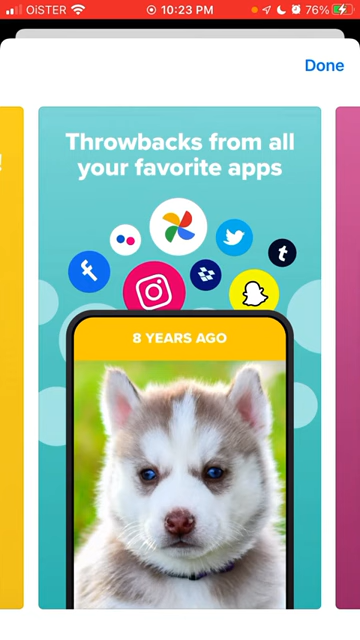 OiSTER 10:23 PM 76%
Done
Throwbacks from all
your favorite apps
!
f
t
8 YEARS AGO